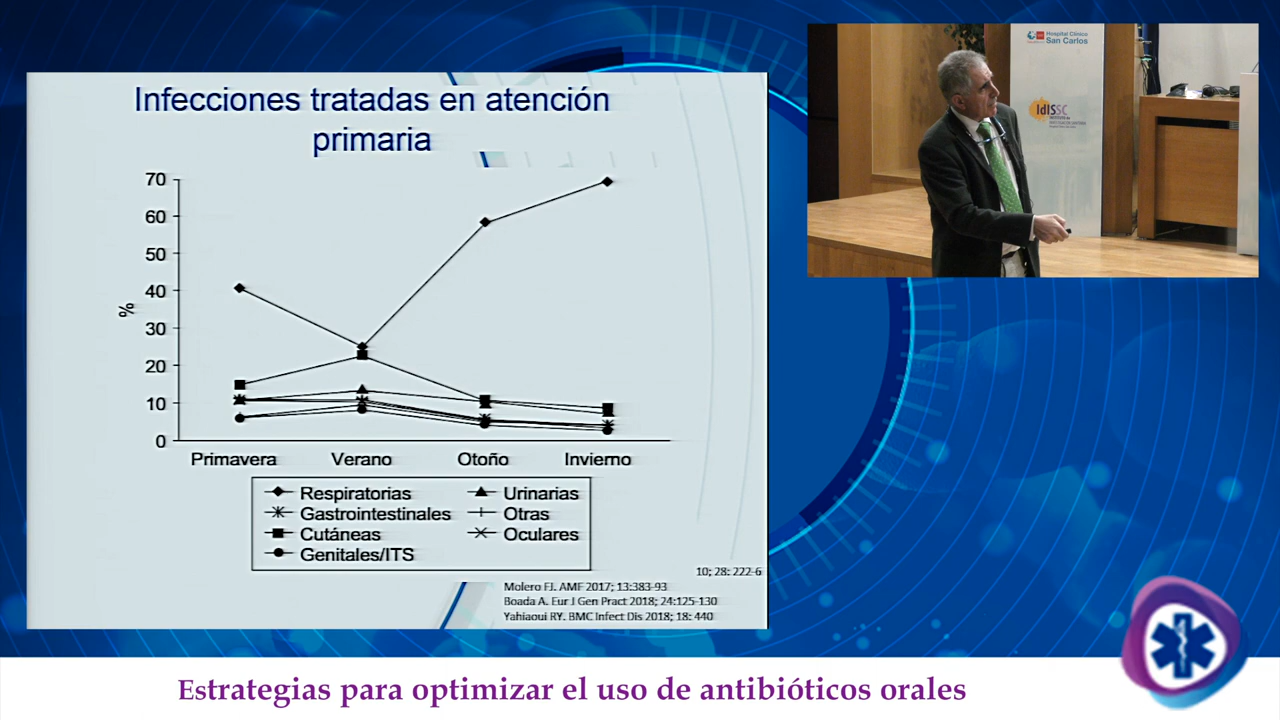 Infecciones tratadas en atención
primaria
70
60
50
40
30
20
10
0
%
Primavera Verano Otoño Invierno
Respiratorias Urinarias
Gastrointestinales Otras
Cutáneas Oculares
Genitales/ITS
10; 28: 222-6
Molero FJ. AMF 2017; 13:383-93
Boada A. Eur J Gen Pract 2018; 24:125-130
Yahiaoui RY. BMC Infect Dis 2018; 18: 440
Hospital Clínico
San Carlos
IdISSC
Estrategias para optimizar el uso de antibióticos orales